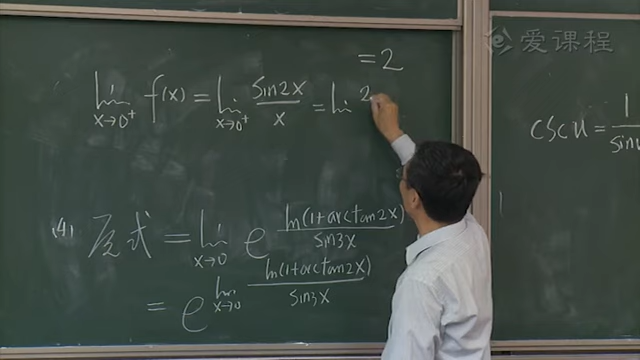 = 2
lim x→0⁺ f(x) = lim x→0⁺ sin2x/x = lim 2
(4) 原式 = lim x→0 e^(ln(1+arctan2x)/sin3x)
= e^(lim x→0 ln(1+arctan2x)/sin3x)
爱课程
csc u = 1/sin